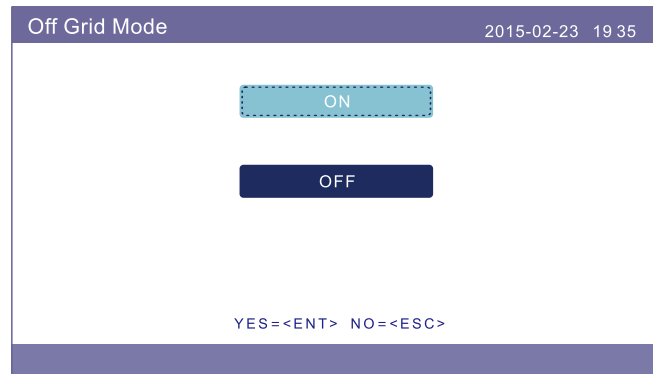 Off Grid Mode 2015-02-23 19 35
ON
OFF
YES=<ENT> NO=<ESC>